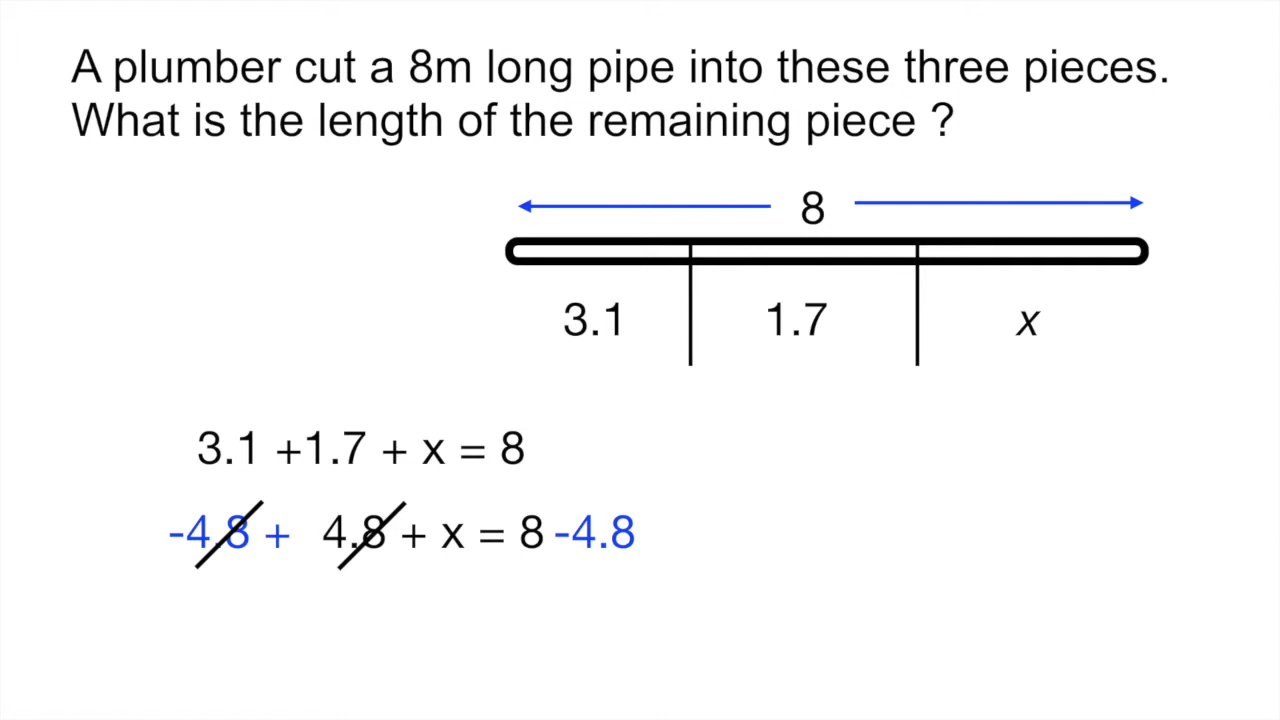 A plumber cut a 8m long pipe into these three pieces.
What is the length of the remaining piece ?
8
3.1 1.7 x
3.1 +1.7 + x = 8
-4.8 + 4.8 + x = 8 -4.8